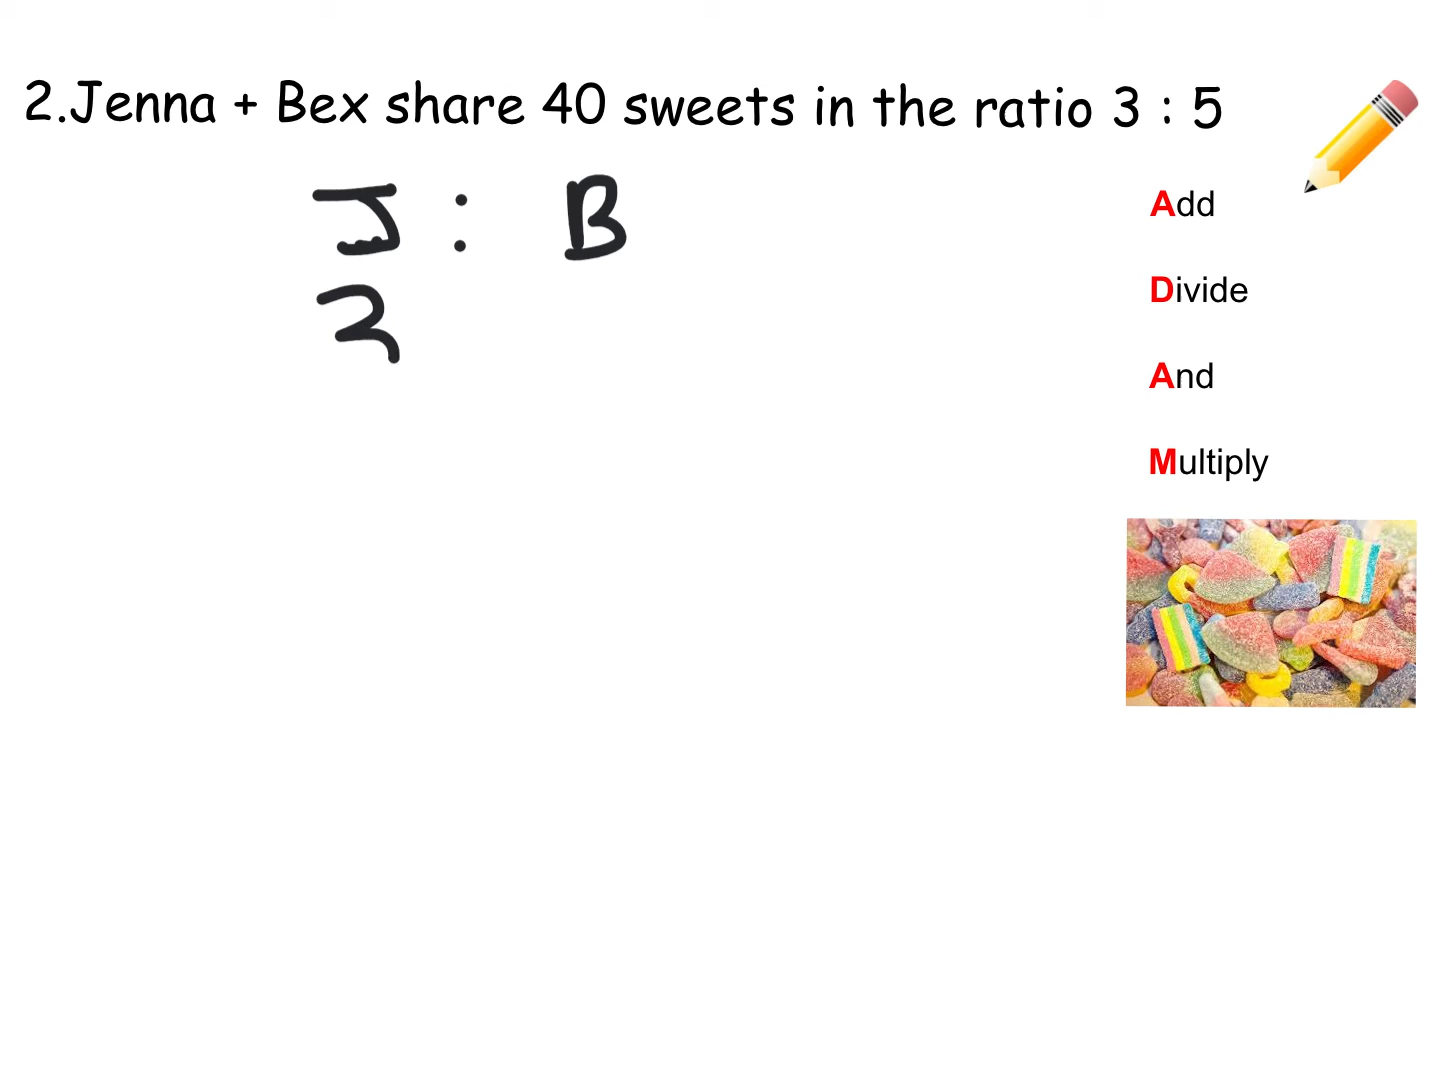 2.Jenna + Bex share 40 sweets in the ratio 3 : 5
J : B
3
Add
Divide
And
Multiply